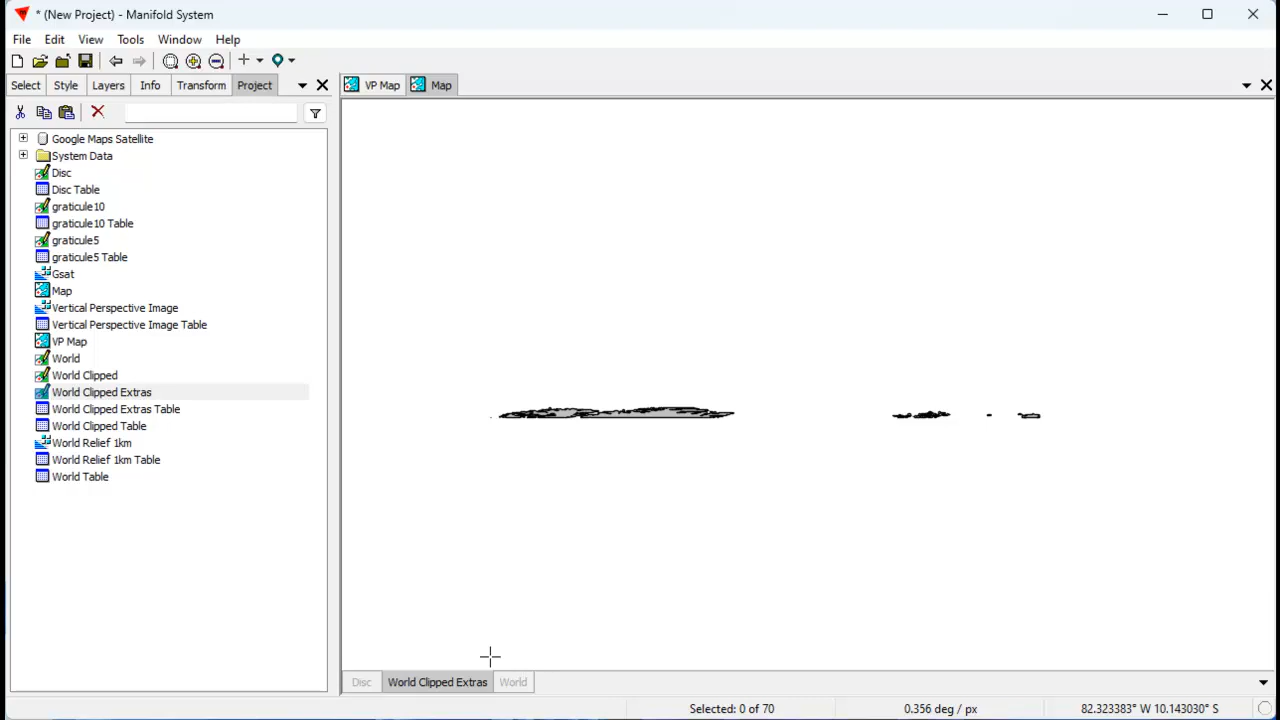 * (New Project) - Manifold System
File Edit View Tools Window Help
Select Style Layers Info Transform Project
VP Map Map
Google Maps Satellite
System Data
Disc
Disc Table
graticule10
graticule10 Table
graticule5
graticule5 Table
Gsat
Map
Vertical Perspective Image
Vertical Perspective Image Table
VP Map
World
World Clipped
World Clipped Extras
World Clipped Extras Table
World Clipped Table
World Relief 1km
World Relief 1km Table
World Table
Disc World Clipped Extras World
Selected: 0 of 70 0.356 deg / px 82.323383° W 10.143030° S